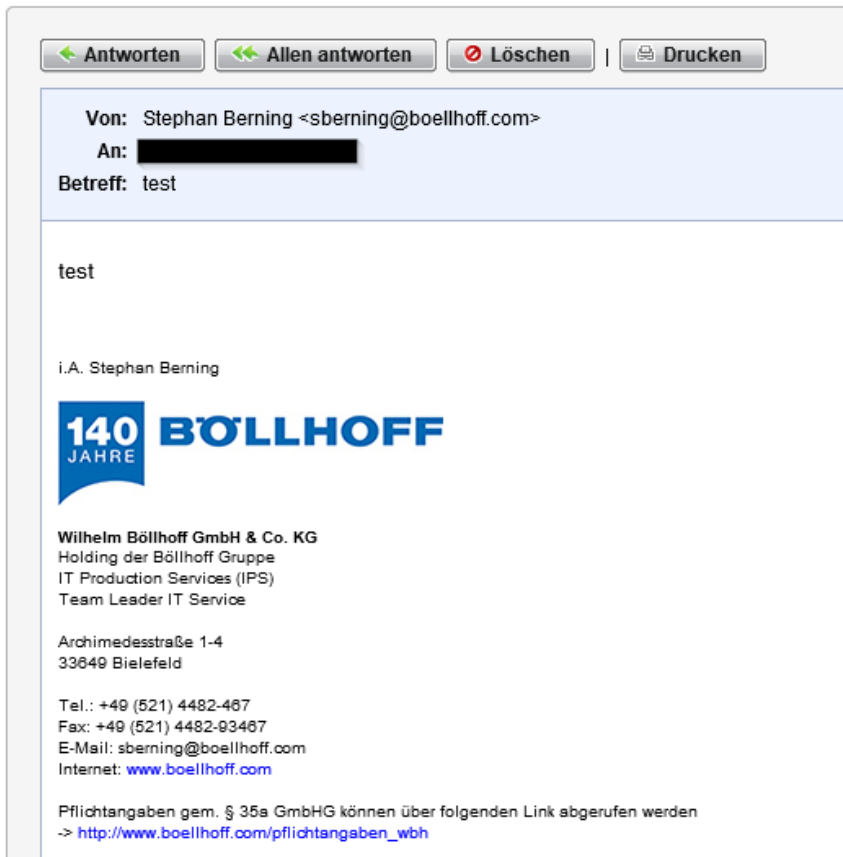 Antworten Allen antworten Löschen | Drucken
Von: Stephan Berning <sberning@boellhoff.com>
An:
Betreff: test
test
i.A. Stephan Berning
140 JAHRE BÖLLHOFF
Wilhelm Böllhoff GmbH & Co. KG
Holding der Böllhoff Gruppe
IT Production Services (IPS)
Team Leader IT Service
Archimedesstraße 1-4
33649 Bielefeld
Tel.: +49 (521) 4482-467
Fax: +49 (521) 4482-93467
E-Mail: sberning@boellhoff.com
Internet: www.boellhoff.com
Pflichtangaben gem. § 35a GmbHG können über folgenden Link abgerufen werden
-> http://www.boellhoff.com/pflichtangaben_wbh